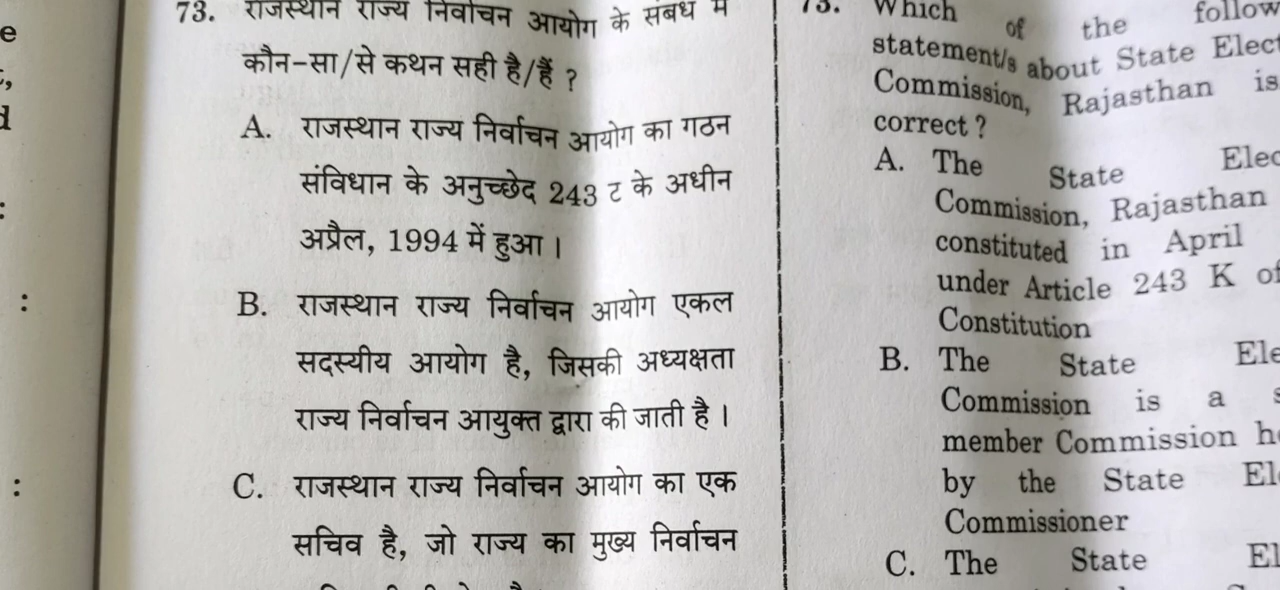 73. राजस्थान राज्य निर्वाचन आयोग के संबंध में
कौन-सा/से कथन सही है/हैं ?
A. राजस्थान राज्य निर्वाचन आयोग का गठन
संविधान के अनुच्छेद 243 ट के अधीन
अप्रैल, 1994 में हुआ ।
B. राजस्थान राज्य निर्वाचन आयोग एकल
सदस्यीय आयोग है, जिसकी अध्यक्षता
राज्य निर्वाचन आयुक्त द्वारा की जाती है ।
C. राजस्थान राज्य निर्वाचन आयोग का एक
सचिव है, जो राज्य का मुख्य निर्वाचन
73. Which of the
statement/s about State
Commission, Rajasthan is
correct ?
A. The State
Commission, Rajasthan
constituted in April
under Article 243 K of
Constitution
B. The State
Commission is a
member Commission
by the State
Commissioner
C. The State